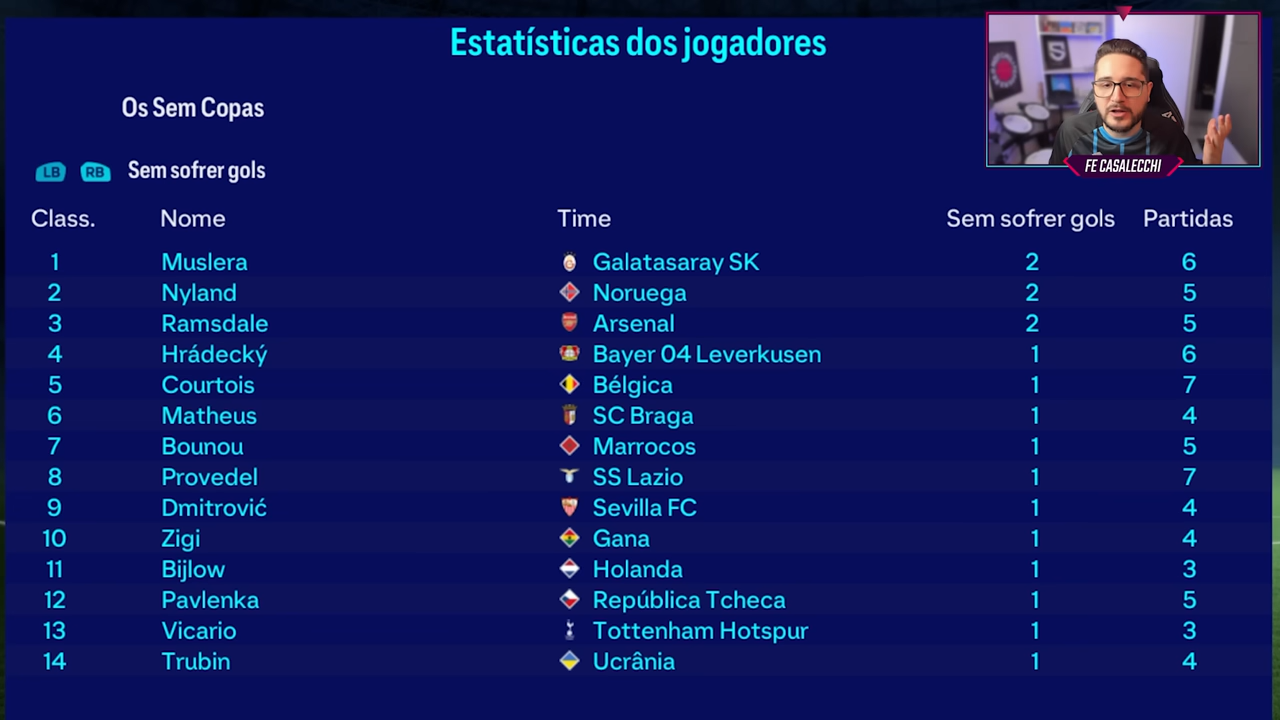 Estatísticas dos jogadores
Os Sem Copas
LB RB Sem sofrer gols
FE CASALECCHI
Class. Nome Time Sem sofrer gols Partidas
1 Muslera Galatasaray SK 2 6
2 Nyland Noruega 2 5
3 Ramsdale Arsenal 2 5
4 Hrádecký Bayer 04 Leverkusen 1 6
5 Courtois Bélgica 1 7
6 Matheus SC Braga 1 4
7 Bounou Marrocos 1 5
8 Provedel SS Lazio 1 7
9 Dmitrović Sevilla FC 1 4
10 Zigi Gana 1 4
11 Bijlow Holanda 1 3
12 Pavlenka República Tcheca 1 5
13 Vicario Tottenham Hotspur 1 3
14 Trubin Ucrânia 1 4